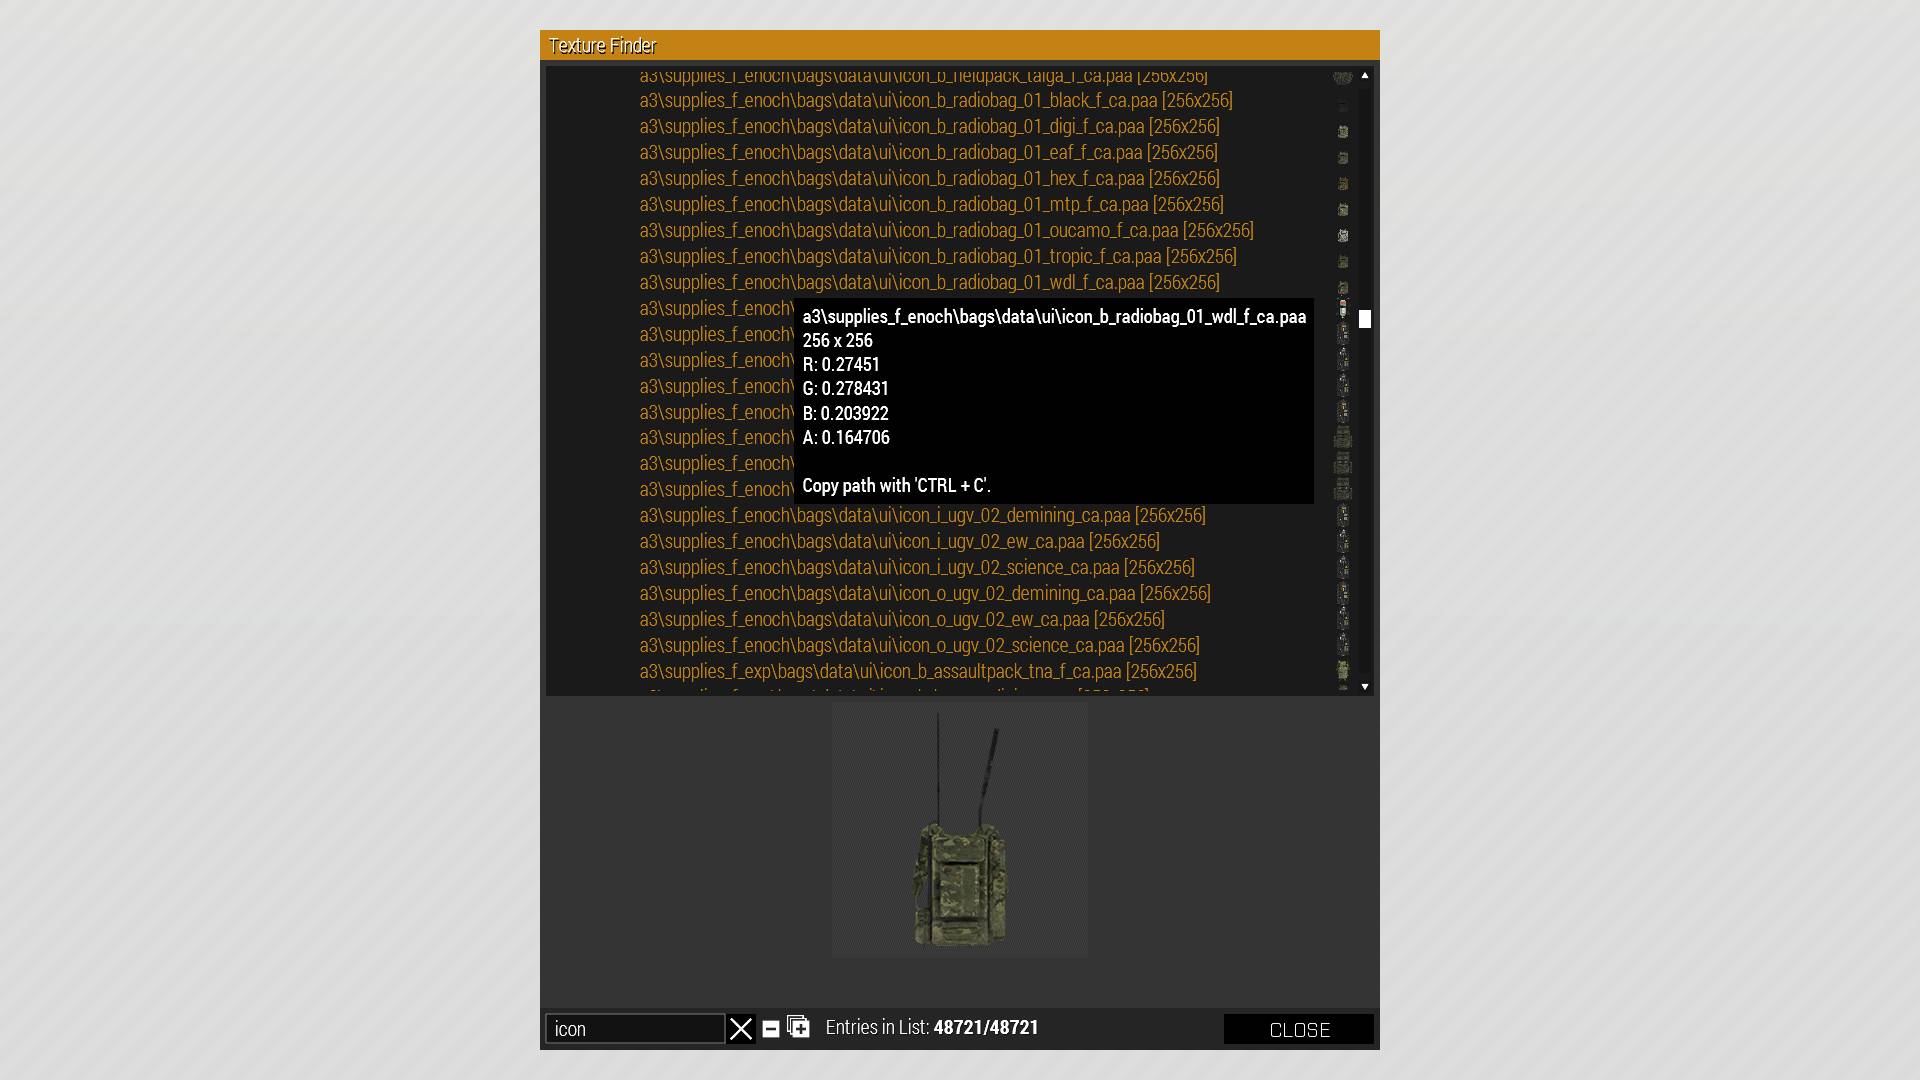 Texture Finder
a3\supplies_f_enoch\bags\data\ui\icon_b_fieldpack_taiga_f_ca.paa [256x256]
a3\supplies_f_enoch\bags\data\ui\icon_b_radiobag_01_black_f_ca.paa [256x256]
a3\supplies_f_enoch\bags\data\ui\icon_b_radiobag_01_digi_f_ca.paa [256x256]
a3\supplies_f_enoch\bags\data\ui\icon_b_radiobag_01_eaf_f_ca.paa [256x256]
a3\supplies_f_enoch\bags\data\ui\icon_b_radiobag_01_hex_f_ca.paa [256x256]
a3\supplies_f_enoch\bags\data\ui\icon_b_radiobag_01_mtp_f_ca.paa [256x256]
a3\supplies_f_enoch\bags\data\ui\icon_b_radiobag_01_oucamo_f_ca.paa [256x256]
a3\supplies_f_enoch\bags\data\ui\icon_b_radiobag_01_tropic_f_ca.paa [256x256]
a3\supplies_f_enoch\bags\data\ui\icon_b_radiobag_01_wdl_f_ca.paa [256x256]
a3\supplies_f_enoch\
a3\supplies_f_enoch\
a3\supplies_f_enoch\
a3\supplies_f_enoch\
a3\supplies_f_enoch\
a3\supplies_f_enoch\
a3\supplies_f_enoch\
a3\supplies_f_enoch\
a3\supplies_f_enoch\bags\data\ui\icon_b_radiobag_01_wdl_f_ca.paa
256 x 256
R: 0.27451
G: 0.278431
B: 0.203922
A: 0.164706
Copy path with 'CTRL + C'.
a3\supplies_f_enoch\bags\data\ui\icon_i_ugv_02_demining_ca.paa [256x256]
a3\supplies_f_enoch\bags\data\ui\icon_i_ugv_02_ew_ca.paa [256x256]
a3\supplies_f_enoch\bags\data\ui\icon_i_ugv_02_science_ca.paa [256x256]
a3\supplies_f_enoch\bags\data\ui\icon_o_ugv_02_demining_ca.paa [256x256]
a3\supplies_f_enoch\bags\data\ui\icon_o_ugv_02_ew_ca.paa [256x256]
a3\supplies_f_enoch\bags\data\ui\icon_o_ugv_02_science_ca.paa [256x256]
a3\supplies_f_exp\bags\data\ui\icon_b_assaultpack_tna_f_ca.paa [256x256]
icon
Entries in List: 48721/48721
CLOSE